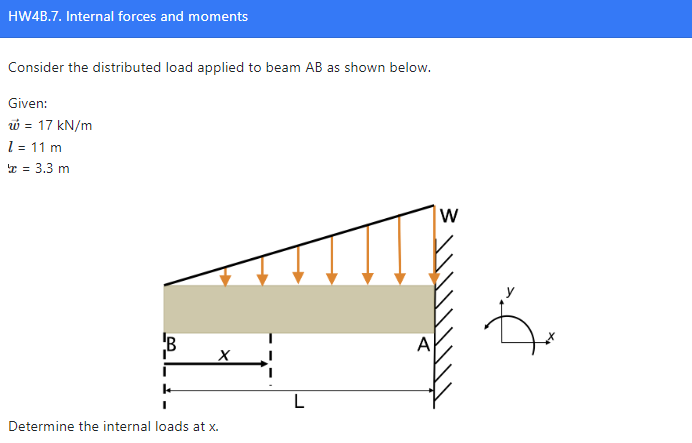 HW4B.7. Internal forces and moments
Consider the distributed load applied to beam AB as shown below.
Given:
w⃗ = 17 kN/m
l = 11 m
x = 3.3 m
W
y
B
A
x
X
L
Determine the internal loads at x.